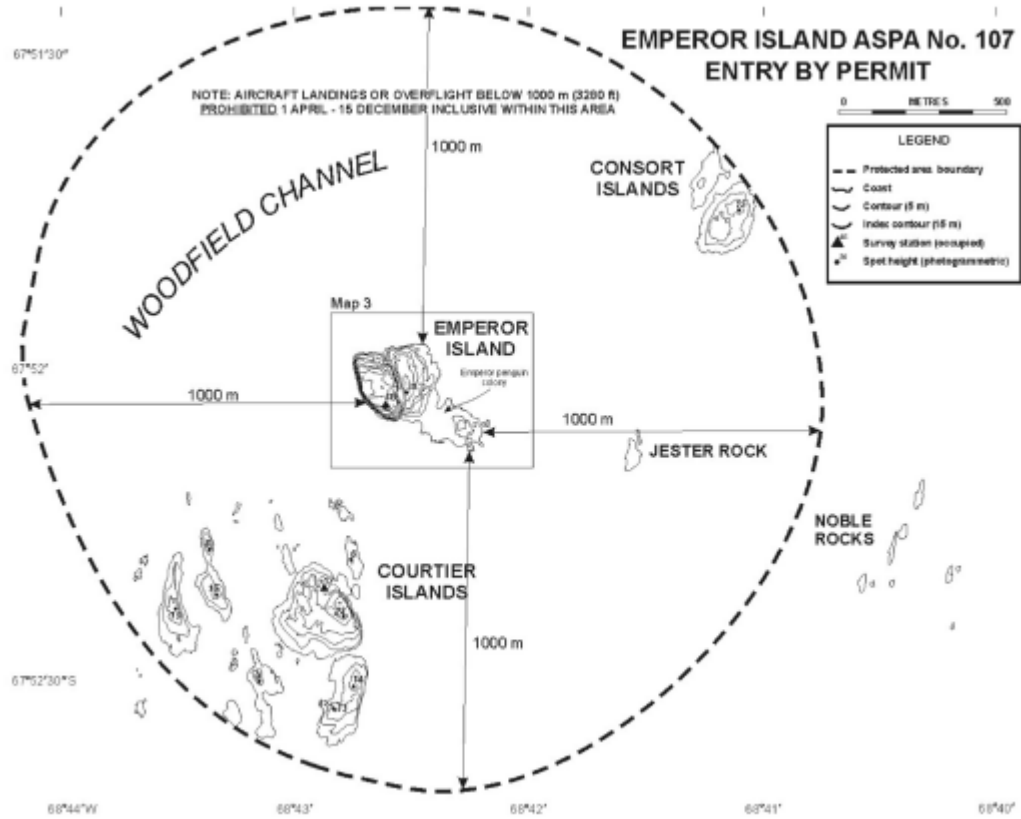 EMPEROR ISLAND ASPA No. 107
ENTRY BY PERMIT
67°51'30"
NOTE: AIRCRAFT LANDINGS OR OVERFLIGHT BELOW 1000 m (3280 ft)
PROHIBITED 1 APRIL - 15 DECEMBER INCLUSIVE WITHIN THIS AREA
0 METRES 500
LEGEND
Protected area boundary
Coast
Contour (5 m)
Index contour (15 m)
Survey station (occupied)
Spot height (photogrammetric)
1000 m
CONSORT
ISLANDS
WOODFIELD CHANNEL
Map 3
EMPEROR
ISLAND
67°52'
Emperor penguin
colony
1000 m
1000 m
JESTER ROCK
NOBLE
ROCKS
COURTIER
ISLANDS
1000 m
67°52'30"S
68°44'W
68°43'
68°42'
68°41'
68°40'